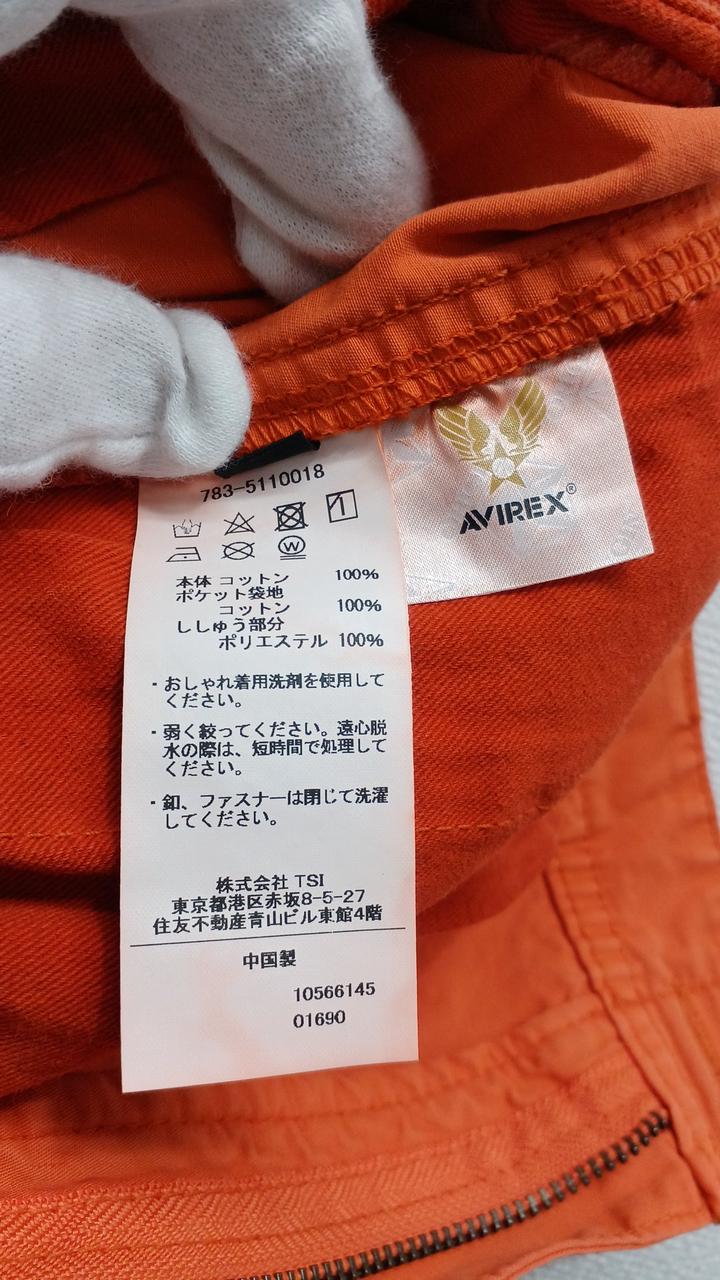 783-5110018
W
本体 コットン 100%
ポケット袋地
コットン 100%
ししゅう部分
ポリエステル 100%
・おしゃれ着用洗剤を使用して
ください。
・弱く絞ってください。遠心脱
水の際は、短時間で処理して
ください。
・釦、ファスナーは閉じて洗濯
してください。
株式会社 TSI
東京都港区赤坂8-5-27
住友不動産青山ビル東館4階
中国製
10566145
01690
AVIREX®